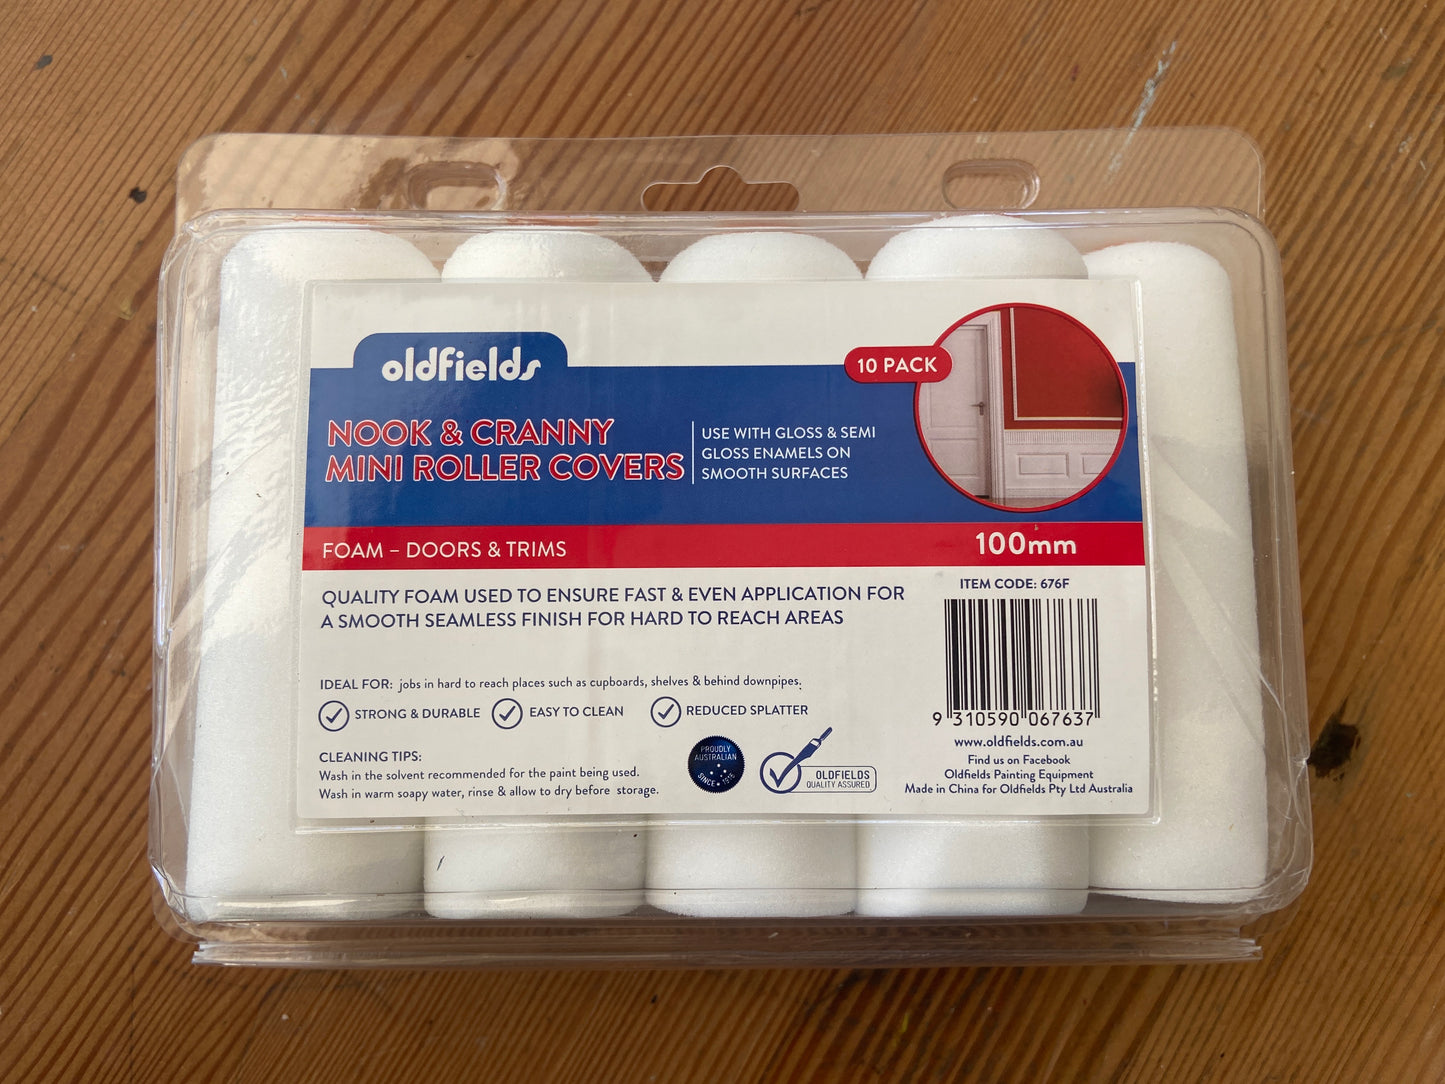 oldfields
10 PACK
NOOK & CRANNY
MINI ROLLER COVERS
USE WITH GLOSS & SEMI
GLOSS ENAMELS ON
SMOOTH SURFACES
FOAM – DOORS & TRIMS
100mm
QUALITY FOAM USED TO ENSURE FAST & EVEN APPLICATION FOR
A SMOOTH SEAMLESS FINISH FOR HARD TO REACH AREAS
ITEM CODE: 676F
9 310590 067637
IDEAL FOR: jobs in hard to reach places such as cupboards, shelves & behind downpipes.
STRONG & DURABLE
EASY TO CLEAN
REDUCED SPLATTER
CLEANING TIPS:
Wash in the solvent recommended for the paint being used.
Wash in warm soapy water, rinse & allow to dry before storage.
PROUDLY
AUSTRALIAN
SINCE 1916
OLDFIELDS
QUALITY ASSURED
www.oldfields.com.au
Find us on Facebook
Oldfields Painting Equipment
Made in China for Oldfields Pty Ltd Australia